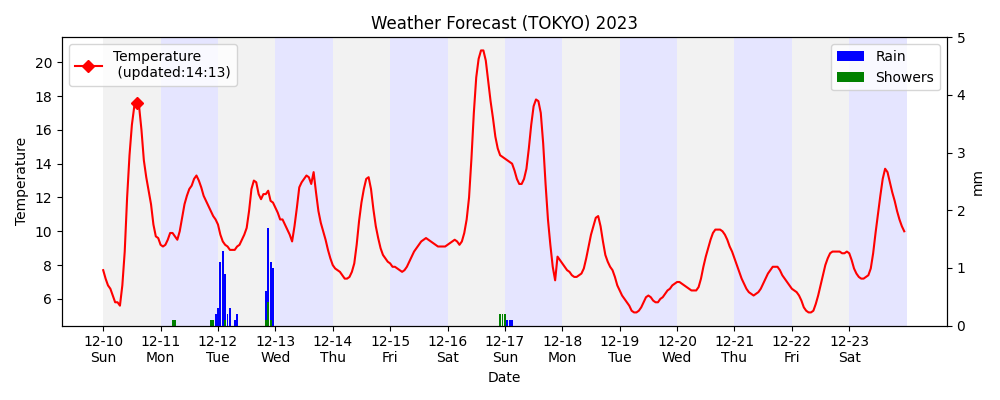 Weather Forecast (TOKYO) 2023
Temperature
(updated:14:13)
Rain
Showers
Temperature
20
18
16
14
12
10
8
6
5
4
3
2
1
0
mm
12-10 12-11 12-12 12-13 12-14 12-15 12-16 12-17 12-18 12-19 12-20 12-21 12-22 12-23
Sun Mon Tue Wed Thu Fri Sat Sun Mon Tue Wed Thu Fri Sat
Date